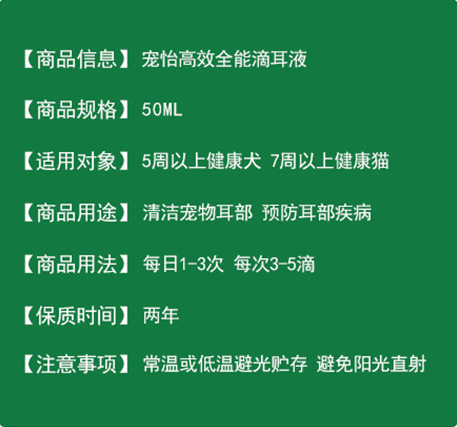 【商品信息】宠怡高效全能滴耳液
【商品规格】50ML
【适用对象】5周以上健康犬 7周以上健康猫
【商品用途】清洁宠物耳部 预防耳部疾病
【商品用法】每日1-3次 每次3-5滴
【保质时间】两年
【注意事项】常温或低温避光贮存 避免阳光直射